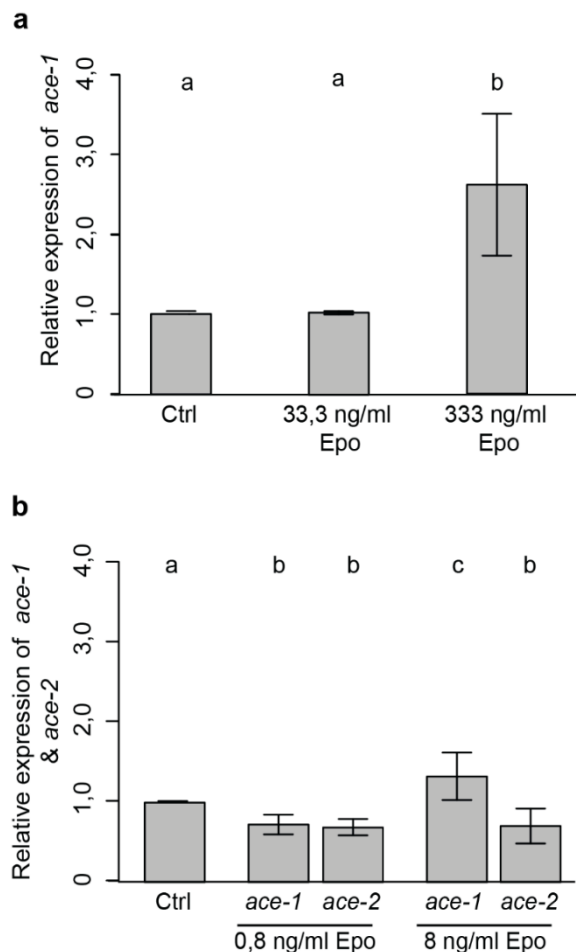 a
Relative expression of ace-1
4,0
3,0
2,0
1,0
0
a
a
b
Ctrl
33,3 ng/ml
Epo
333 ng/ml
Epo
b
Relative expression of ace-1
& ace-2
4,0
3,0
2,0
1,0
0
a
b
b
c
b
Ctrl
ace-1
ace-2
ace-1
ace-2
0,8 ng/ml Epo
8 ng/ml Epo